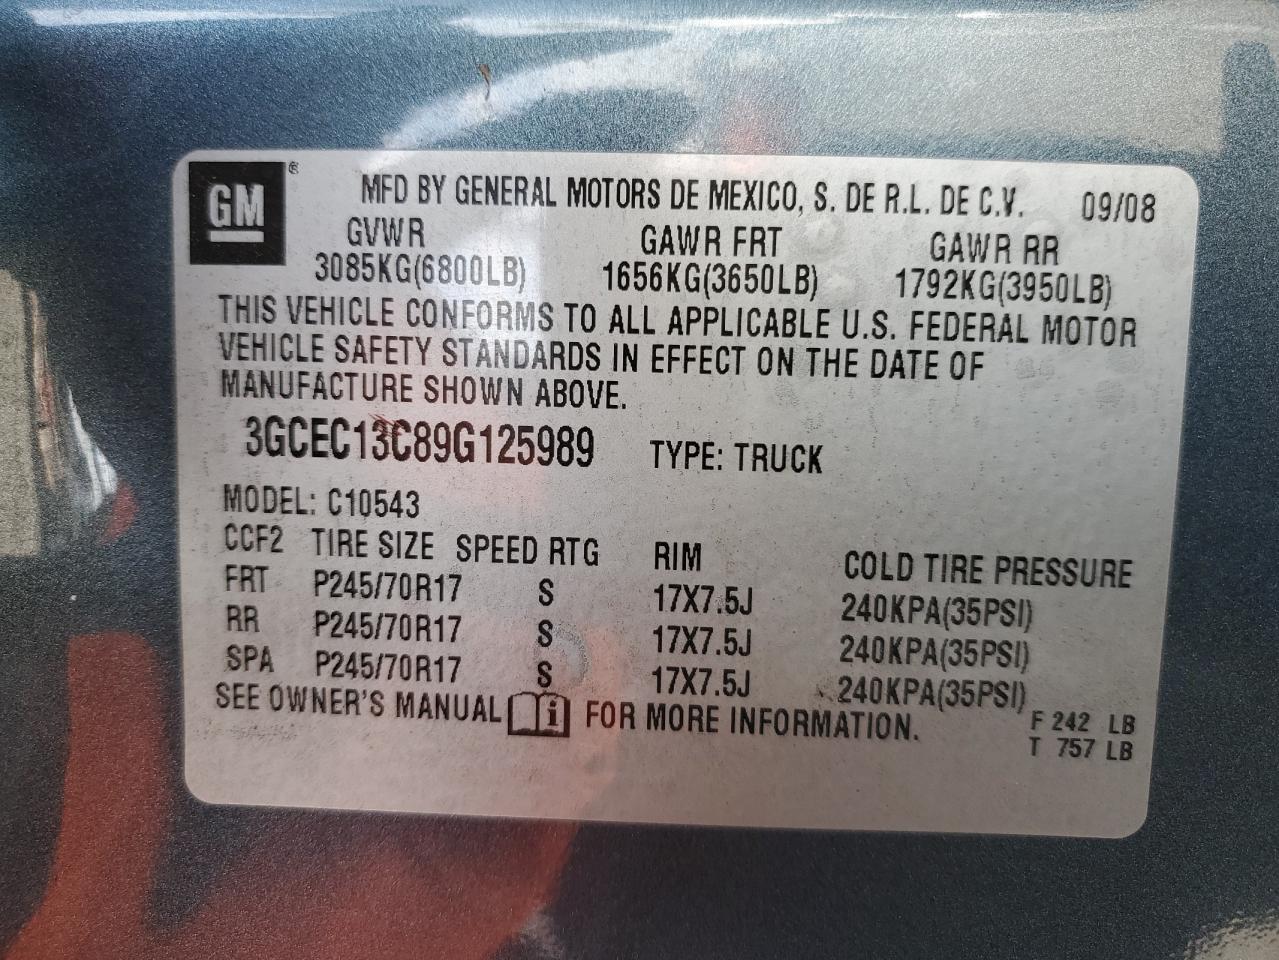 GM ®
MFD BY GENERAL MOTORS DE MEXICO, S. DE R.L. DE C.V. 09/08
GVWR GAWR FRT GAWR RR
3085KG(6800LB) 1656KG(3650LB) 1792KG(3950LB)
THIS VEHICLE CONFORMS TO ALL APPLICABLE U.S. FEDERAL MOTOR
VEHICLE SAFETY STANDARDS IN EFFECT ON THE DATE OF
MANUFACTURE SHOWN ABOVE.
3GCEC13C89G125989 TYPE: TRUCK
MODEL: C10543
CCF2 TIRE SIZE SPEED RTG RIM COLD TIRE PRESSURE
FRT P245/70R17 S 17X7.5J 240KPA(35PSI)
RR P245/70R17 S 17X7.5J 240KPA(35PSI)
SPA P245/70R17 S 17X7.5J 240KPA(35PSI)
SEE OWNER'S MANUAL i FOR MORE INFORMATION.
F 242 LB
T 757 LB